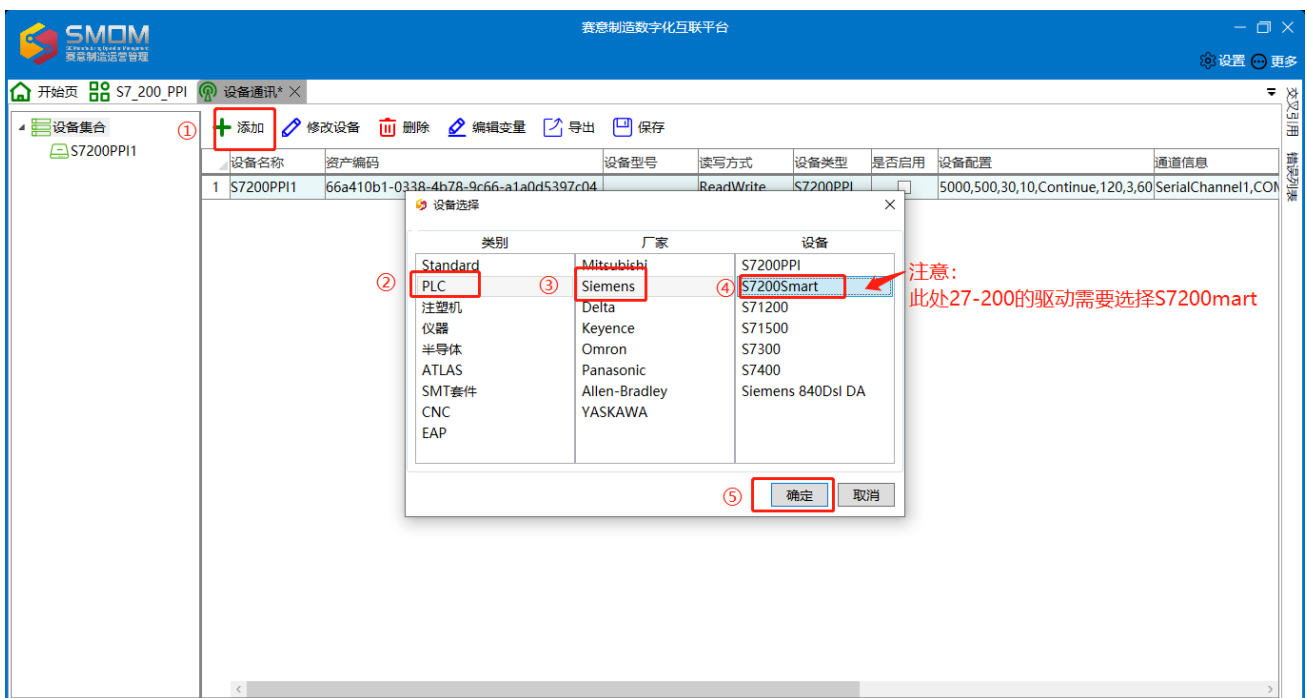 赛意制造数字化互联平台
SMOM
赛意制造运营管理
设置 更多
开始页 S7_200_PPI 设备通讯*
交叉引用 错误列表
设备集合
S7200PPI1
① 添加 修改设备 删除 编辑变量 导出 保存
设备名称 资产编码 设备型号 读写方式 设备类型 是否启用 设备配置 通道信息
1 S7200PPI1 66a410b1-0338-4b78-9c66-a1a0d5397c04 ReadWrite S7200PPI 5000,500,30,10,Continue,120,3,60 SerialChannel1,COM
设备选择
类别 厂家 设备
Standard Mitsubishi S7200PPI
② PLC ③ Siemens ④ S7200Smart
注塑机 Delta S71200
仪器 Keyence S71500
半导体 Omron S7300
ATLAS Panasonic S7400
SMT套件 Allen-Bradley Siemens 840Dsl DA
CNC YASKAWA
EAP
注意：
此处27-200的驱动需要选择S7200mart
⑤ 确定 取消